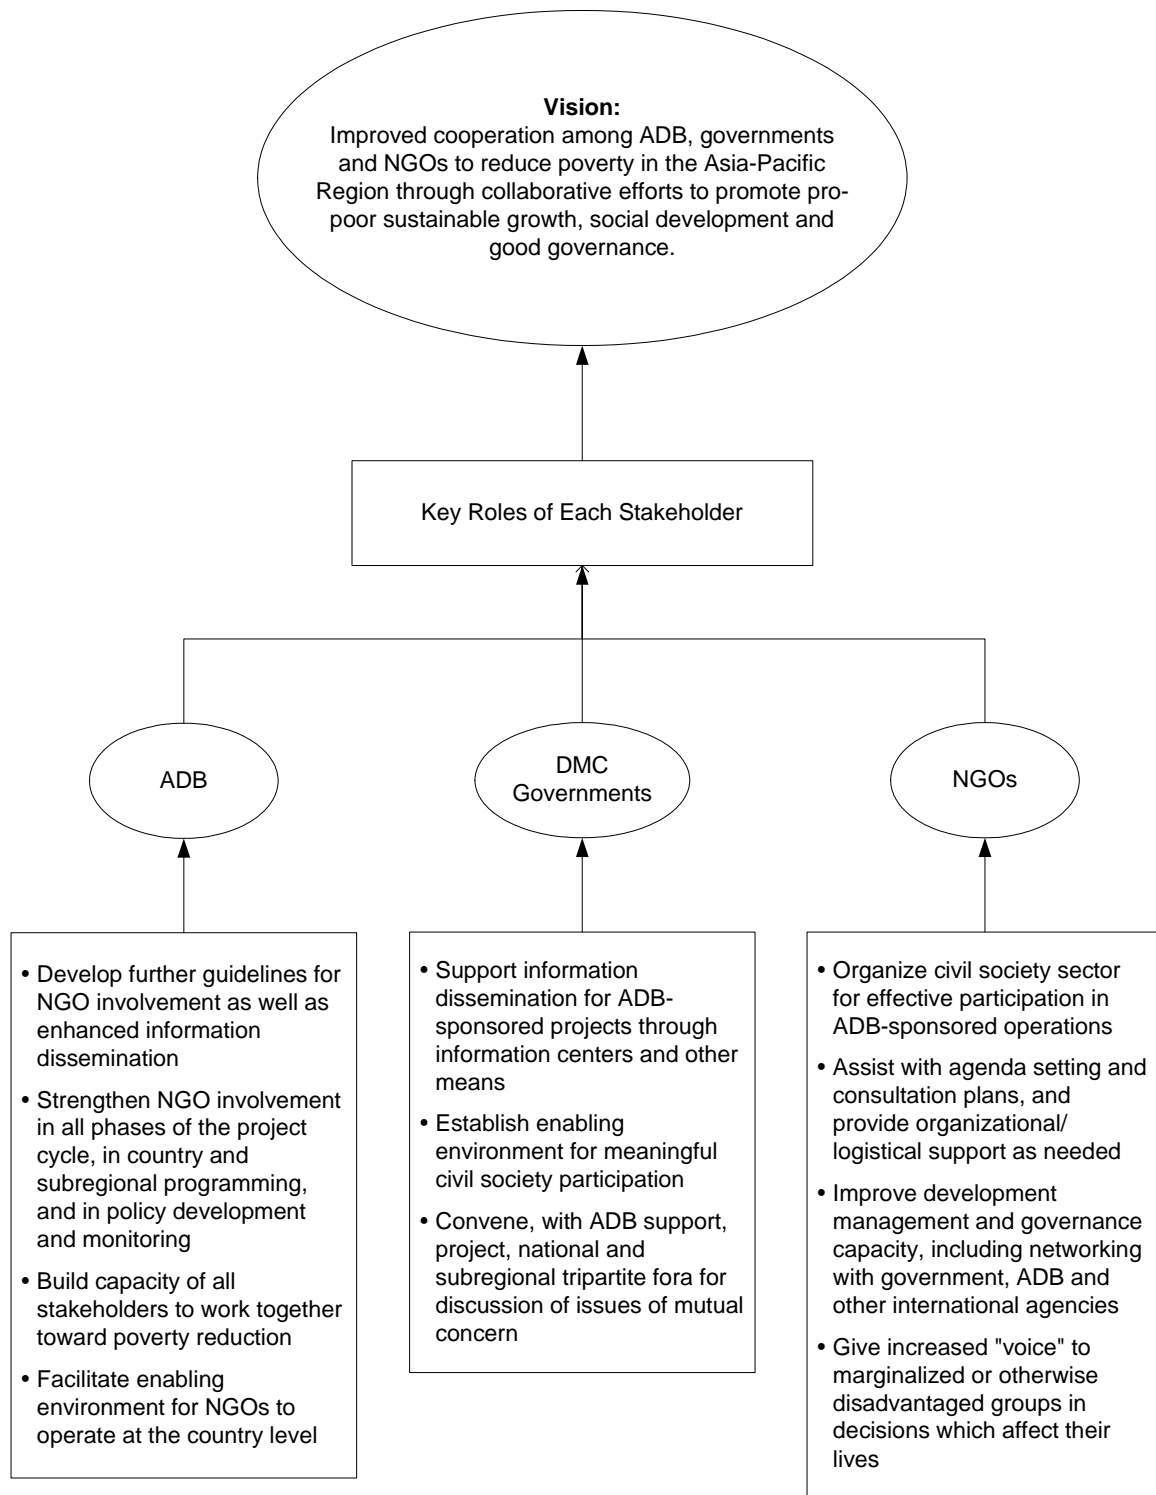 Vision:
Improved cooperation among ADB, governments
and NGOs to reduce poverty in the Asia-Pacific
Region through collaborative efforts to promote pro-
poor sustainable growth, social development and
good governance.
Key Roles of Each Stakeholder
ADB
DMC
Governments
NGOs
• Develop further guidelines for
NGO involvement as well as
enhanced information
dissemination
• Strengthen NGO involvement
in all phases of the project
cycle, in country and
subregional programming,
and in policy development
and monitoring
• Build capacity of all
stakeholders to work together
toward poverty reduction
• Facilitate enabling
environment for NGOs to
operate at the country level
• Support information
dissemination for ADB-
sponsored projects through
information centers and other
means
• Establish enabling
environment for meaningful
civil society participation
• Convene, with ADB support,
project, national and
subregional tripartite fora for
discussion of issues of mutual
concern
• Organize civil society sector
for effective participation in
ADB-sponsored operations
• Assist with agenda setting and
consultation plans, and
provide organizational/
logistical support as needed
• Improve development
management and governance
capacity, including networking
with government, ADB and
other international agencies
• Give increased "voice" to
marginalized or otherwise
disadvantaged groups in
decisions which affect their
lives